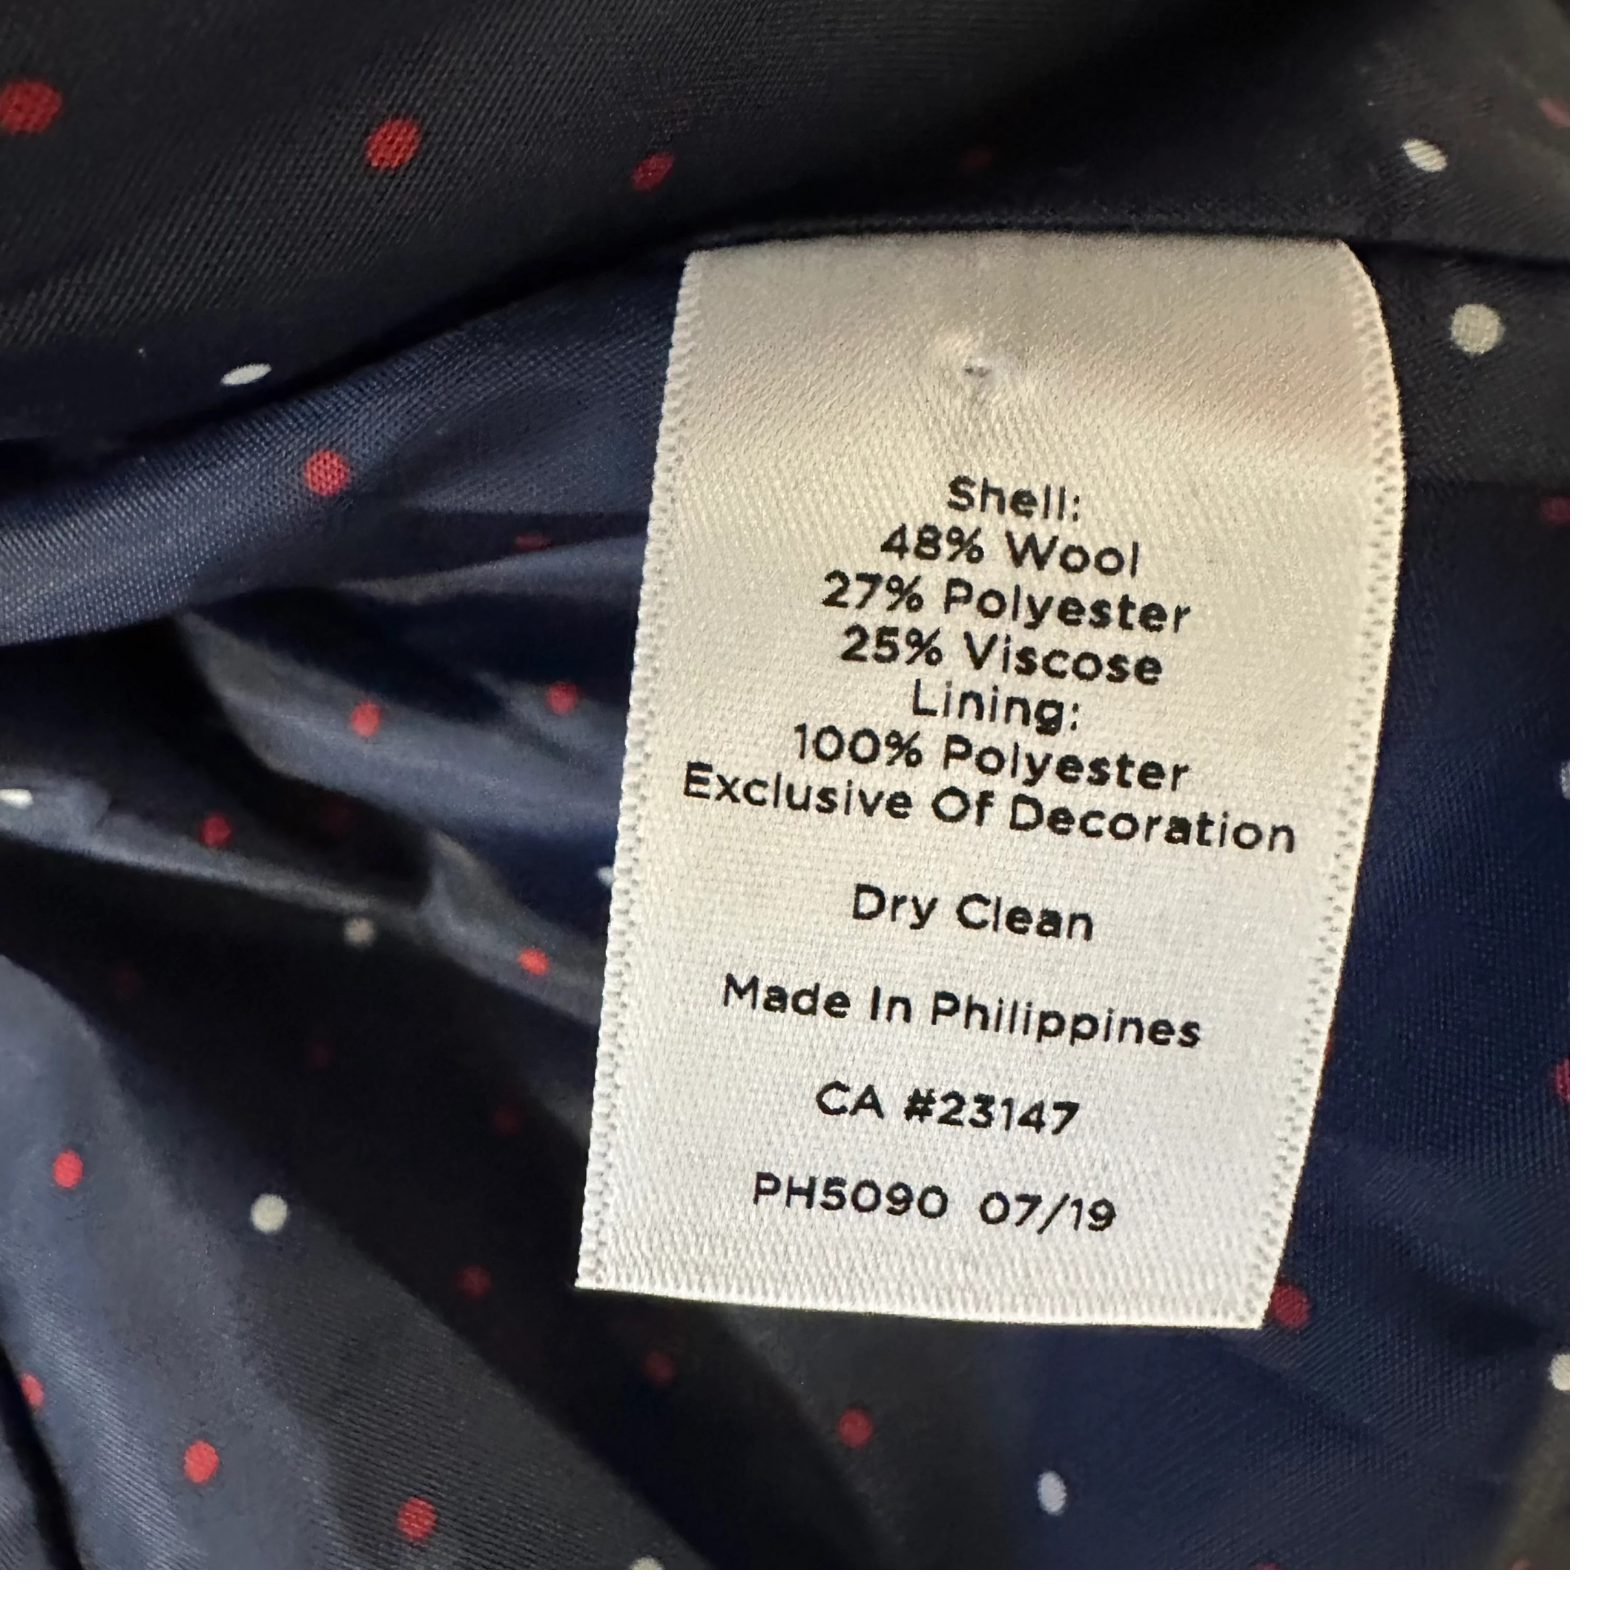 Shell:
48% Wool
27% Polyester
25% Viscose
Lining:
100% Polyester
Exclusive Of Decoration
Dry Clean
Made In Philippines
CA #23147
PH5090 07/19